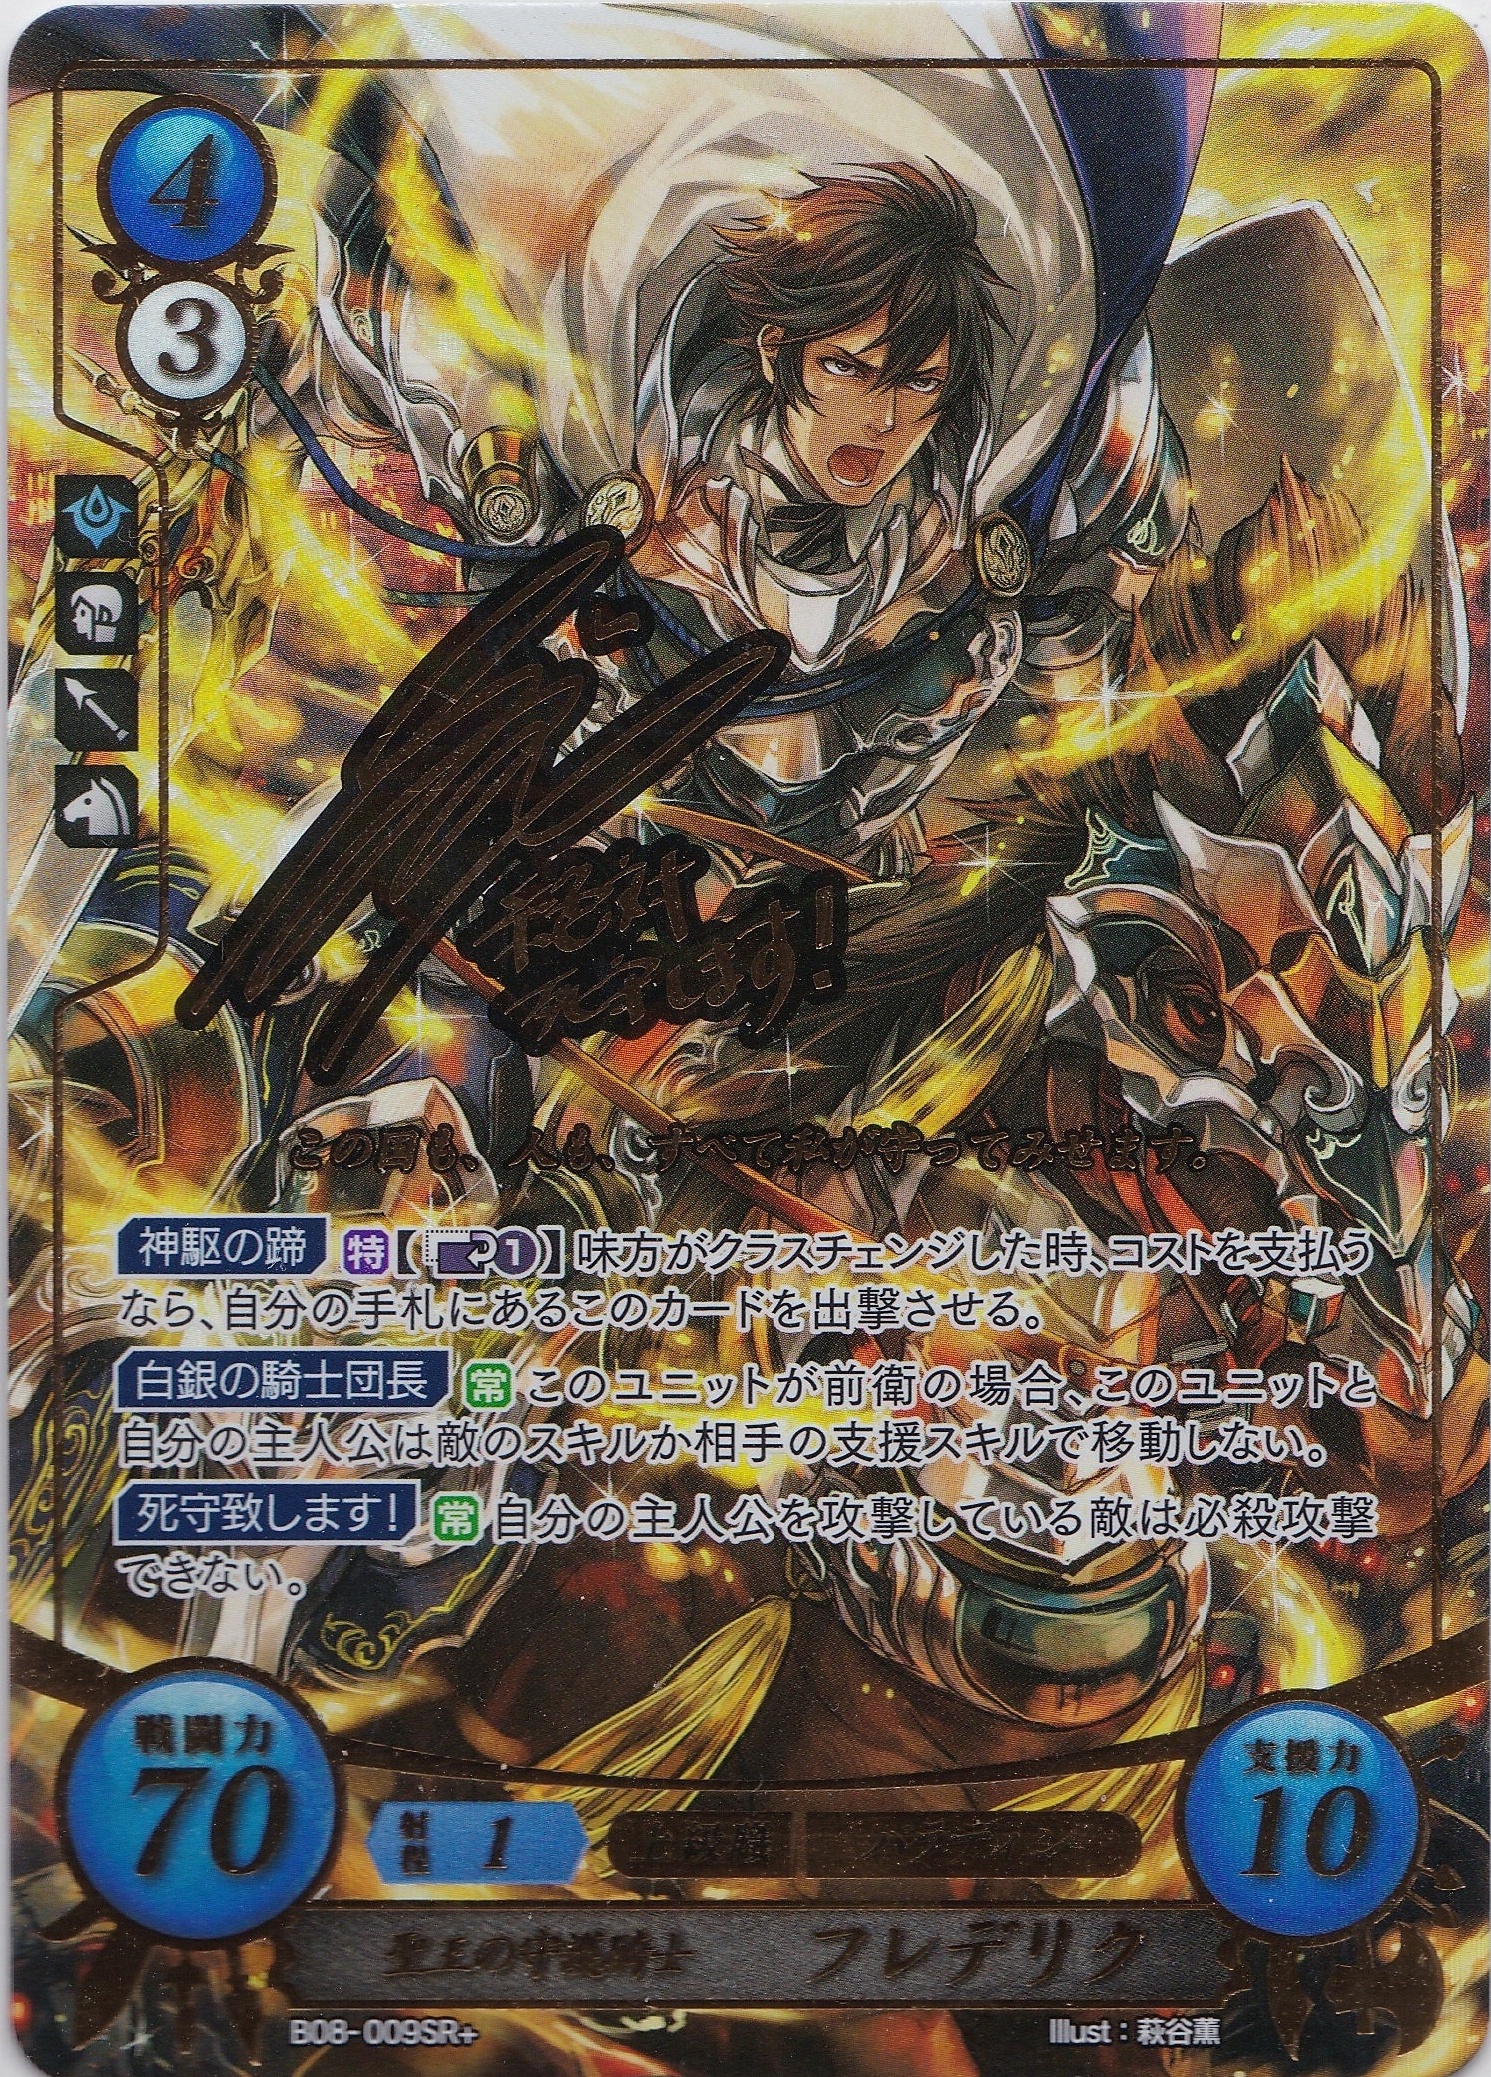 4
3
絶対
死守します!
この国も、人も、すべて私が守ってみせます。
神駆の蹄 特【 1】味方がクラスチェンジした時、コストを支払う
なら、自分の手札にあるこのカードを出撃させる。
白銀の騎士団長 常 このユニットが前衛の場合、このユニットと
自分の主人公は敵のスキルか相手の支援スキルで移動しない。
死守致します! 常 自分の主人公を攻撃している敵は必殺攻撃
できない。
戦闘力
70
射程 1
上級職 パラディン
支援力
10
聖王の守護騎士 フレデリク
B08-009SR+ Illust:萩谷薫